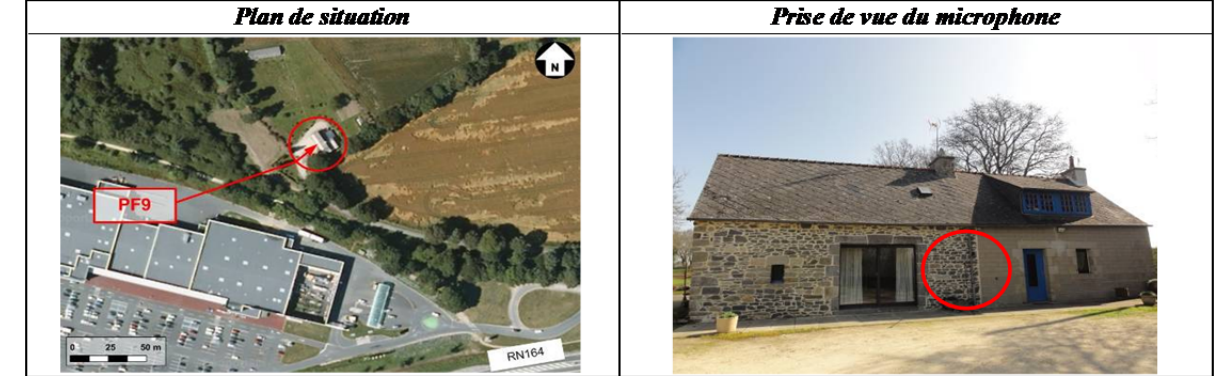 Plan de situation
Prise de vue du microphone
N
PF9
0 25 50 m
RN164